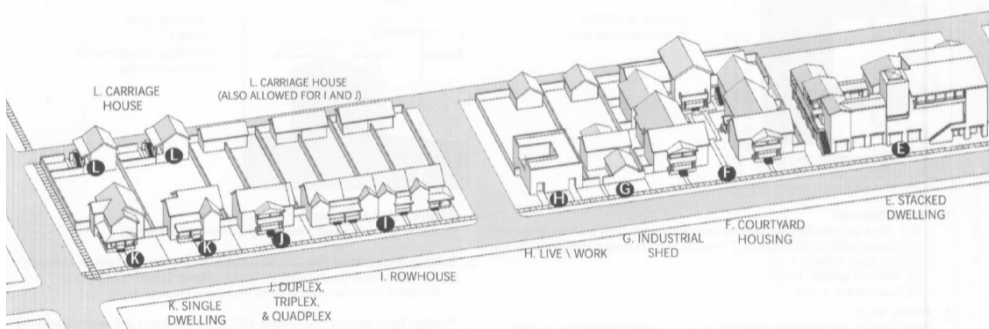 L. CARRIAGE
HOUSE
L. CARRIAGE HOUSE
(ALSO ALLOWED FOR I AND J)
L
L
K
K
J
I
H
G
F
E
E. STACKED
DWELLING
F. COURTYARD
HOUSING
G. INDUSTRIAL
SHED
H. LIVE \ WORK
I. ROWHOUSE
J. DUPLEX,
TRIPLEX.
& QUADPLEX
K. SINGLE
DWELLING